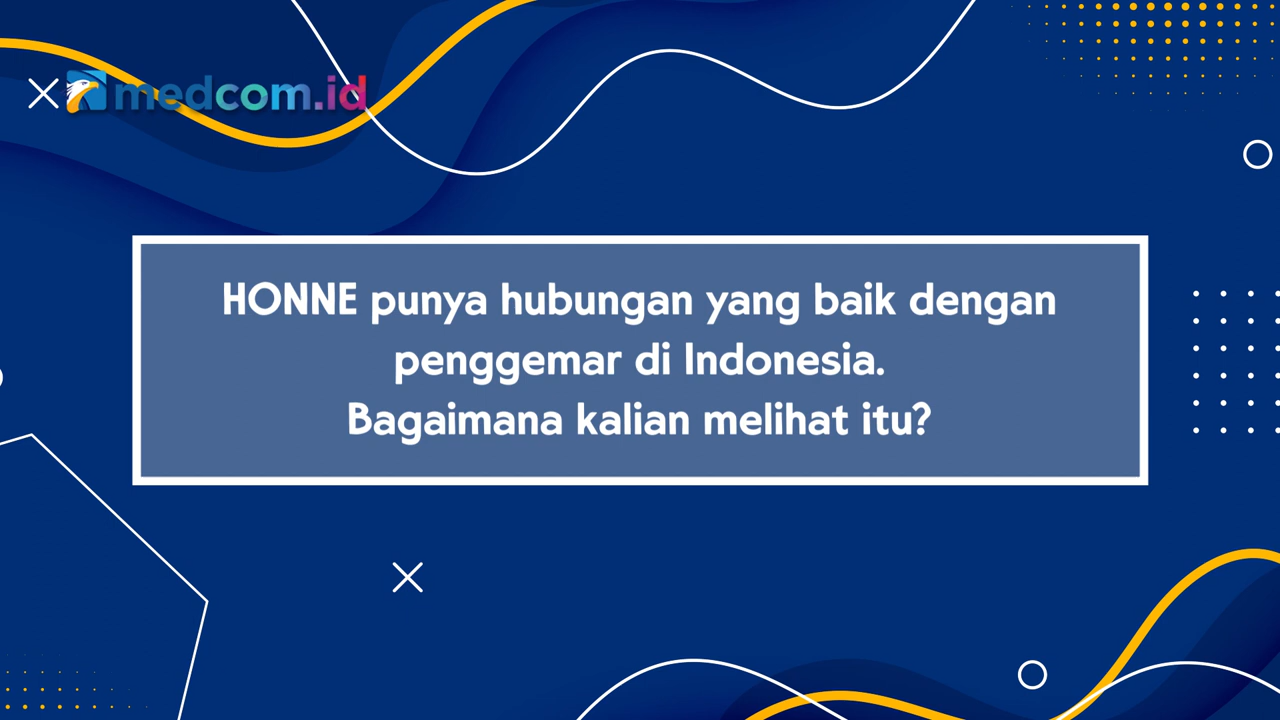 medcom.id
HONNE punya hubungan yang baik dengan
penggemar di Indonesia.
Bagaimana kalian melihat itu?